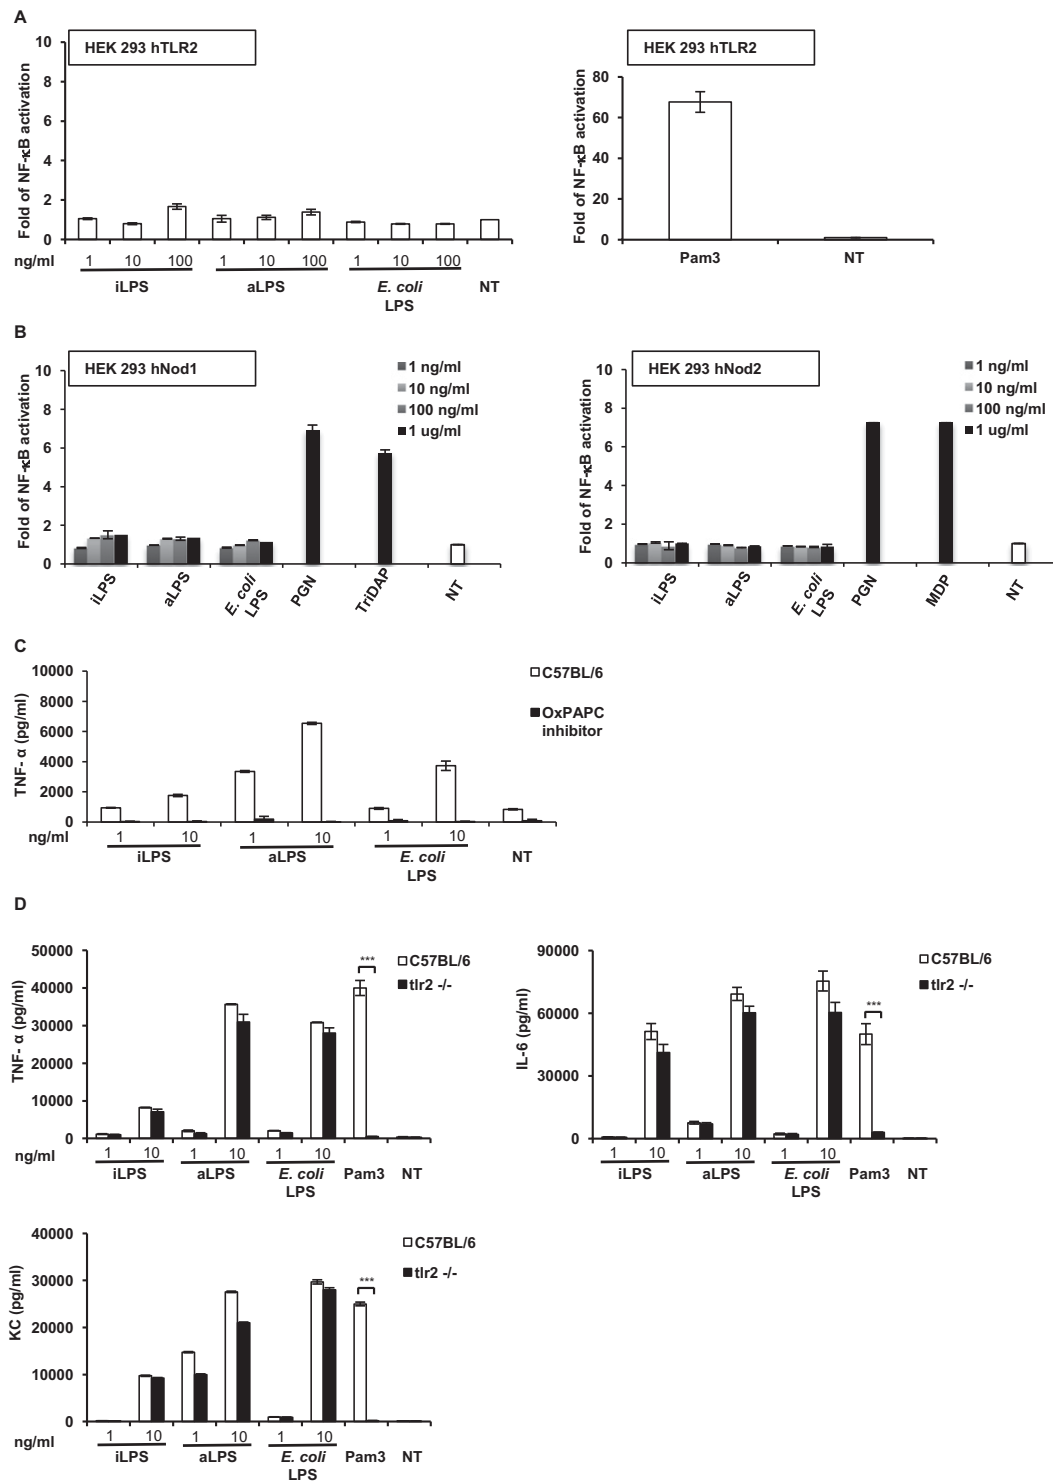 A
HEK 293 hTLR2
Fold of NF-κB activation
10
8
6
4
2
0
ng/ml
1 10 100 1 10 100 1 10 100
iLPS aLPS E. coli LPS NT
HEK 293 hTLR2
Fold of NF-κB activation
80
60
40
20
0
Pam3 NT
B
HEK 293 hNod1
Fold of NF-κB activation
10
8
6
4
2
0
1 ng/ml
10 ng/ml
100 ng/ml
1 ug/ml
iLPS aLPS E. coli LPS PGN TriDAP NT
HEK 293 hNod2
Fold of NF-κB activation
10
8
6
4
2
0
1 ng/ml
10 ng/ml
100 ng/ml
1 ug/ml
iLPS aLPS E. coli LPS PGN MDP NT
C
TNF- α (pg/ml)
10000
8000
6000
4000
2000
0
C57BL/6
OxPAPC
inhibitor
ng/ml
1 10 1 10 1 10
iLPS aLPS E. coli LPS NT
D
TNF- α (pg/ml)
50000
40000
30000
20000
10000
0
***
C57BL/6
tlr2 -/-
ng/ml
1 10 1 10 1 10
iLPS aLPS E. coli LPS Pam3 NT
IL-6 (pg/ml)
90000
60000
30000
0
***
C57BL/6
tlr2 -/-
1 10 1 10 1 10
iLPS aLPS E. coli LPS Pam3 NT
KC (pg/ml)
40000
30000
20000
10000
0
***
C57BL/6
tlr2 -/-
ng/ml
1 10 1 10 1 10
iLPS aLPS E. coli LPS Pam3 NT